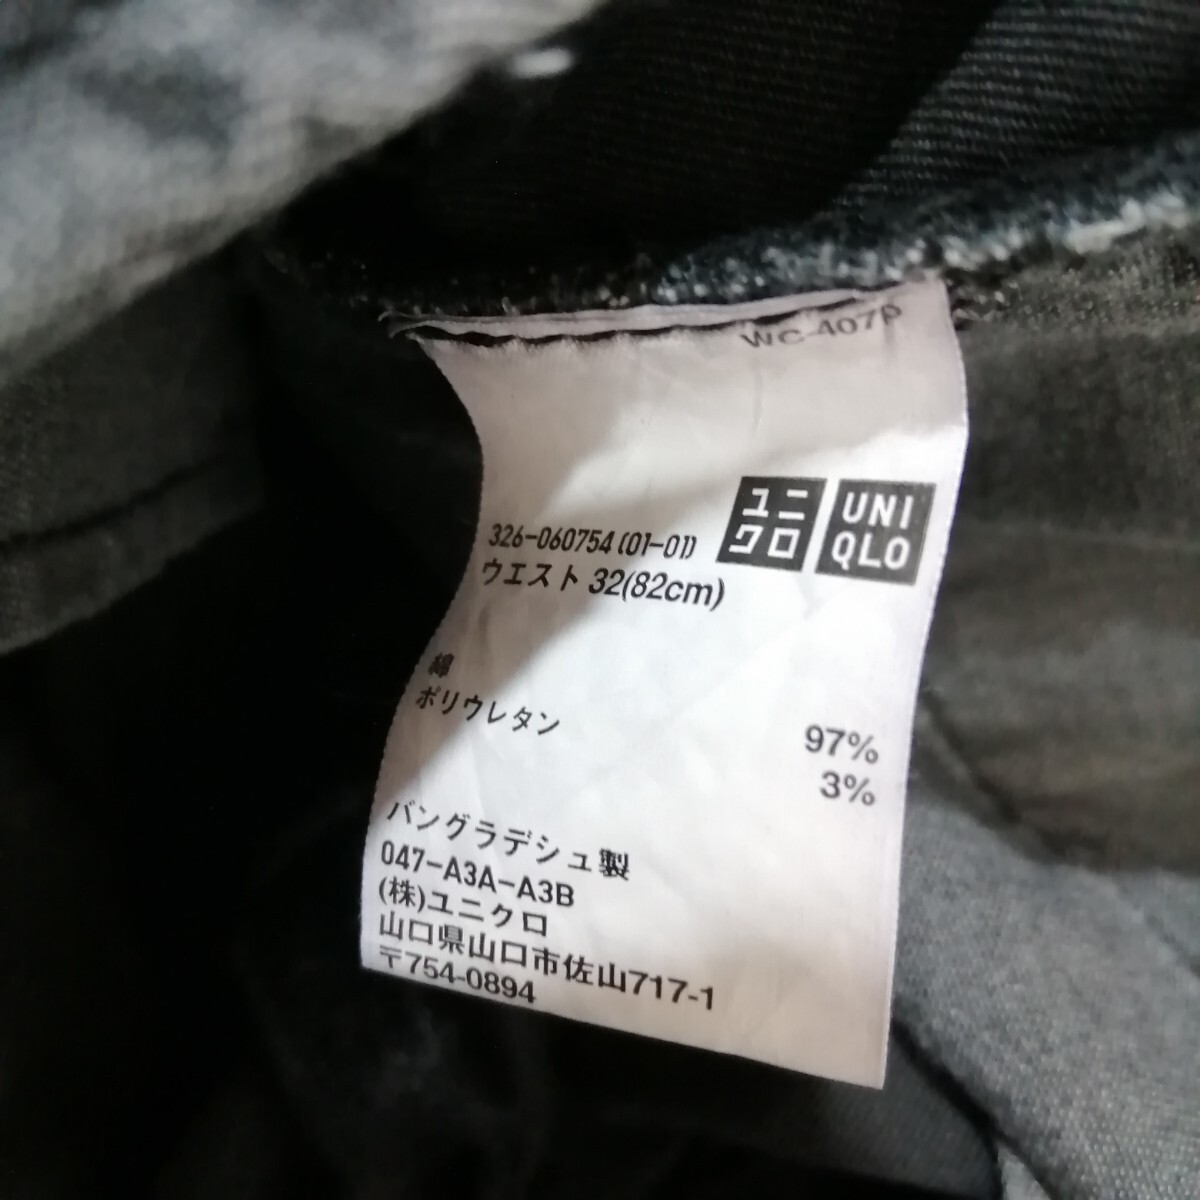 WC-407P
ユニクロ
UNIQLO
326-060754 (01-01)
ウエスト 32(82cm)
綿 97%
ポリウレタン 3%
バングラデシュ製
047-A3A-A3B
(株)ユニクロ
山口県山口市佐山717-1
〒754-0894